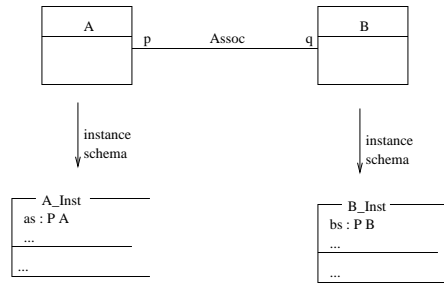 A
B
p
Assoc
q
instance
schema
instance
schema
A_Inst
as : P A
...
...
B_Inst
bs : P B
...
...